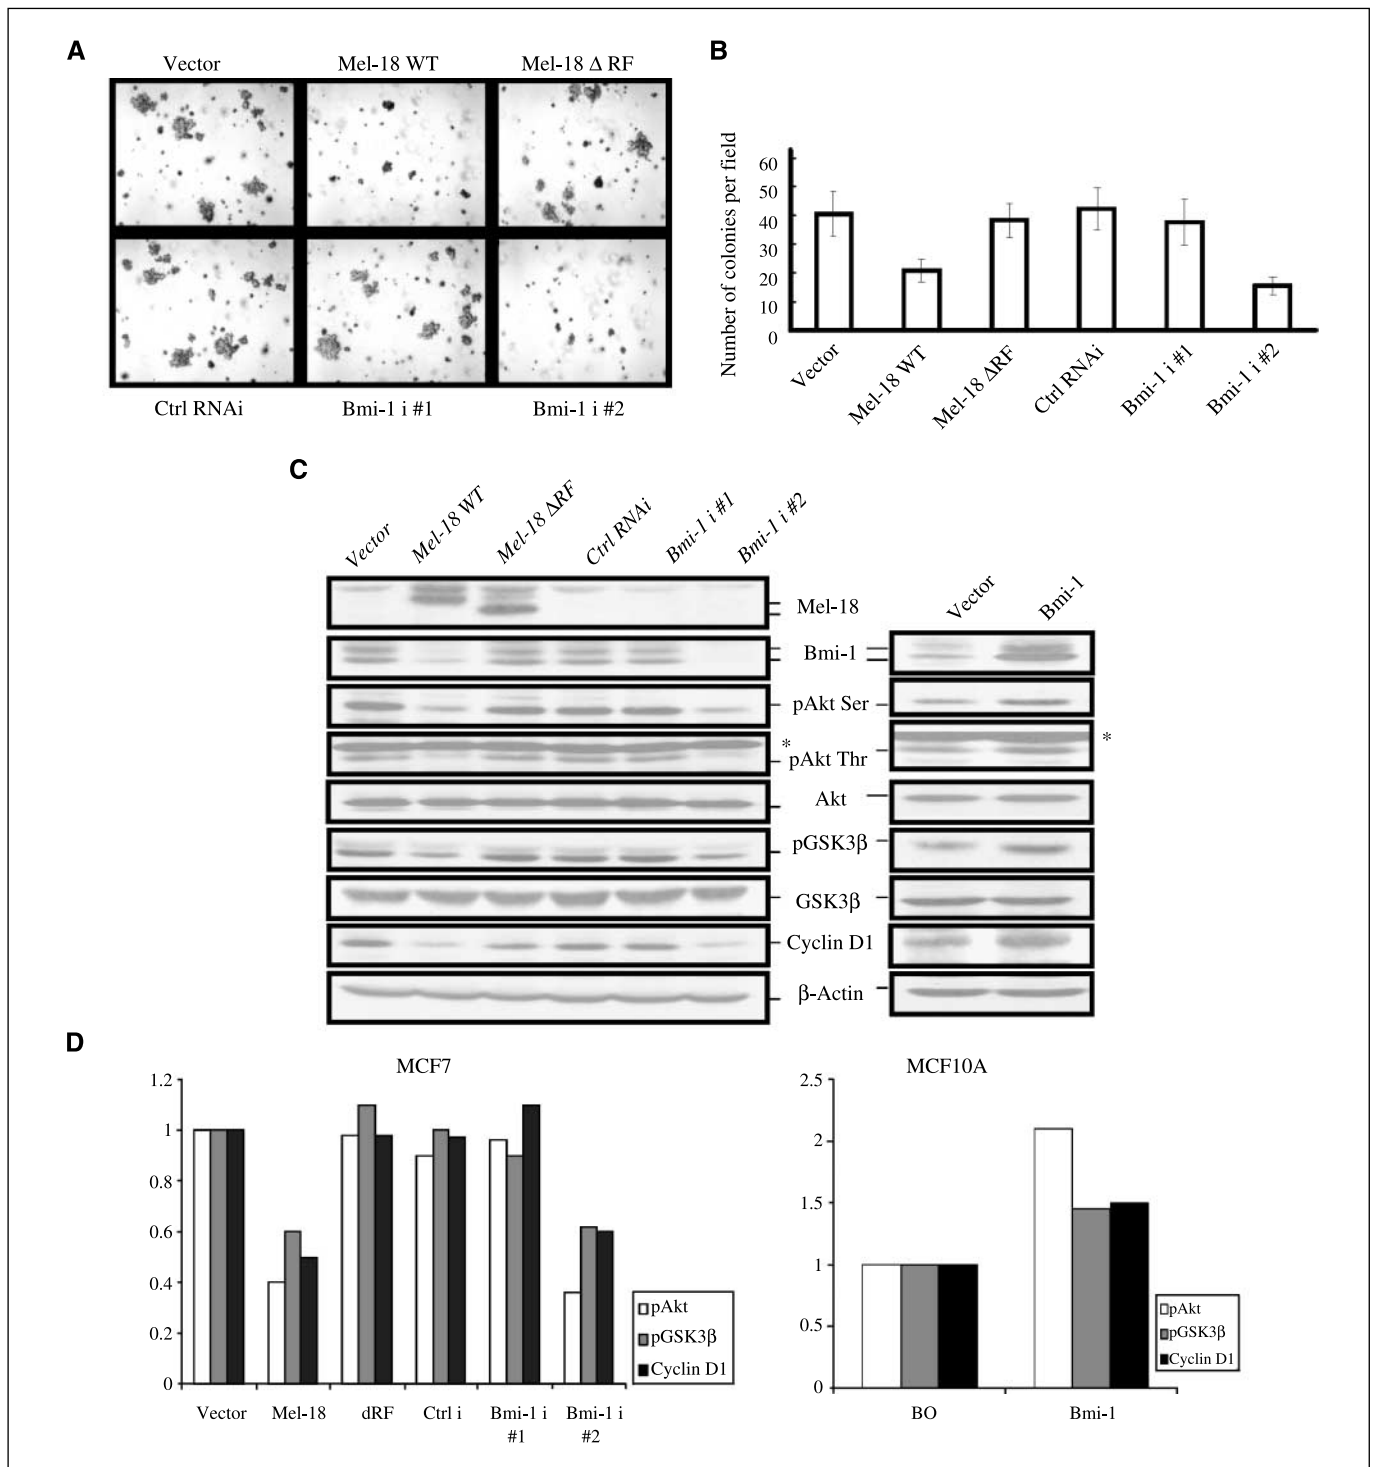 A
Vector Mel-18 WT Mel-18 Δ RF
Ctrl RNAi Bmi-1 i #1 Bmi-1 i #2
B
Number of colonies per field
60
50
40
30
20
10
0
Vector
Mel-18 WT
Mel-18 ΔRF
Ctrl RNAi
Bmi-1 i #1
Bmi-1 i #2
C
Vector
Mel-18 WT
Mel-18 ΔRF
Ctrl RNAi
Bmi-1 i #1
Bmi-1 i #2
Vector
Bmi-1
Mel-18
Bmi-1
pAkt Ser
* *
pAkt Thr
Akt
pGSK3β
GSK3β
Cyclin D1
β-Actin
D
MCF7
1.2
1
0.8
0.6
0.4
0.2
0
Vector Mel-18 dRF Ctrl i Bmi-1 i Bmi-1 i
#1 #2
pAkt
pGSK3β
Cyclin D1
MCF10A
2.5
2
1.5
1
0.5
0
BO Bmi-1
pAkt
pGSK3β
Cyclin D1